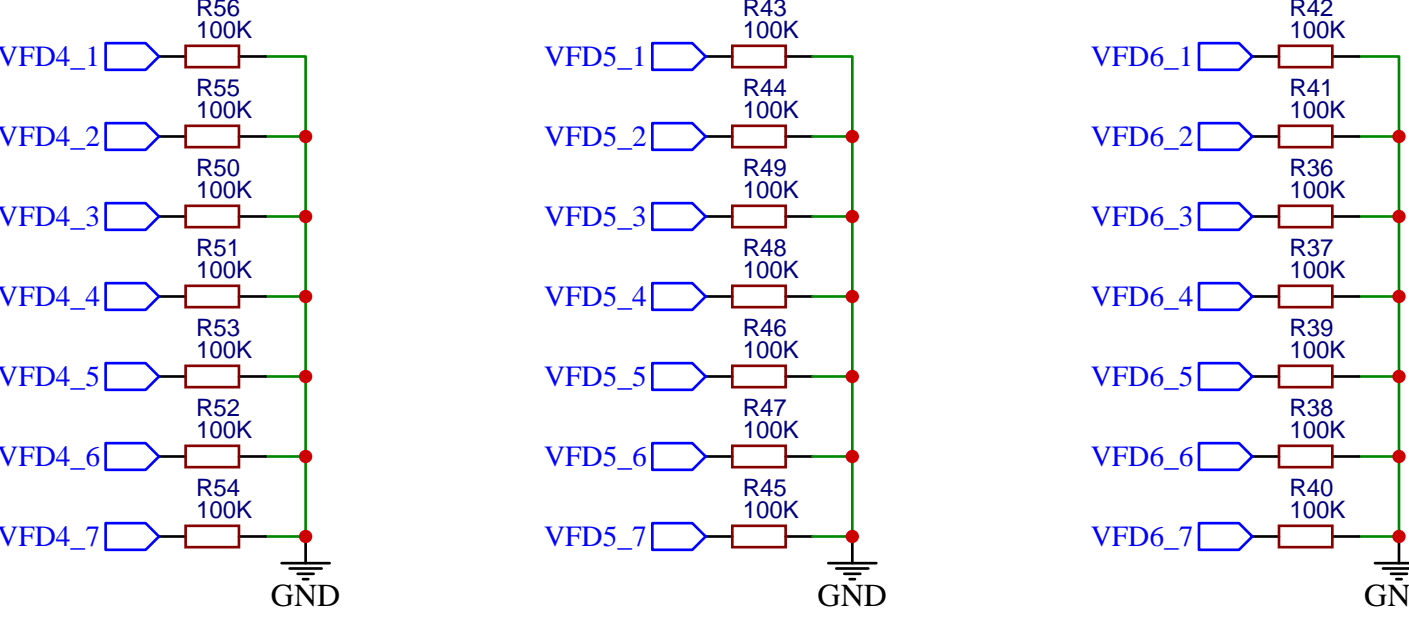 R56
100K
VFD4_1
R55
100K
VFD4_2
R50
100K
VFD4_3
R51
100K
VFD4_4
R53
100K
VFD4_5
R52
100K
VFD4_6
R54
100K
VFD4_7
GND
R43
100K
VFD5_1
R44
100K
VFD5_2
R49
100K
VFD5_3
R48
100K
VFD5_4
R46
100K
VFD5_5
R47
100K
VFD5_6
R45
100K
VFD5_7
GND
R42
100K
VFD6_1
R41
100K
VFD6_2
R36
100K
VFD6_3
R37
100K
VFD6_4
R39
100K
VFD6_5
R38
100K
VFD6_6
R40
100K
VFD6_7
GN